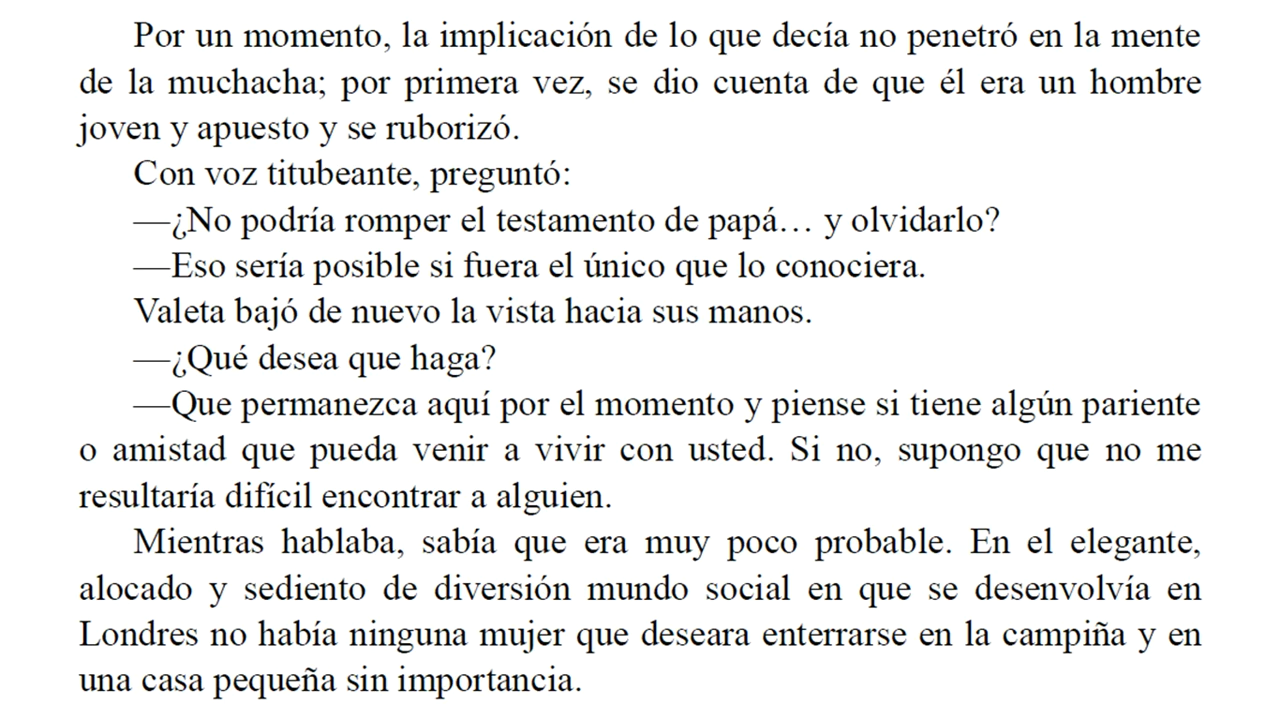 Por un momento, la implicación de lo que decía no penetró en la mente
de la muchacha; por primera vez, se dio cuenta de que él era un hombre
joven y apuesto y se ruborizó.
Con voz titubeante, preguntó:
—¿No podría romper el testamento de papá… y olvidarlo?
—Eso sería posible si fuera el único que lo conociera.
Valeta bajó de nuevo la vista hacia sus manos.
—¿Qué desea que haga?
—Que permanezca aquí por el momento y piense si tiene algún pariente
o amistad que pueda venir a vivir con usted. Si no, supongo que no me
resultaría difícil encontrar a alguien.
Mientras hablaba, sabía que era muy poco probable. En el elegante,
alocado y sediento de diversión mundo social en que se desenvolvía en
Londres no había ninguna mujer que deseara enterrarse en la campiña y en
una casa pequeña sin importancia.